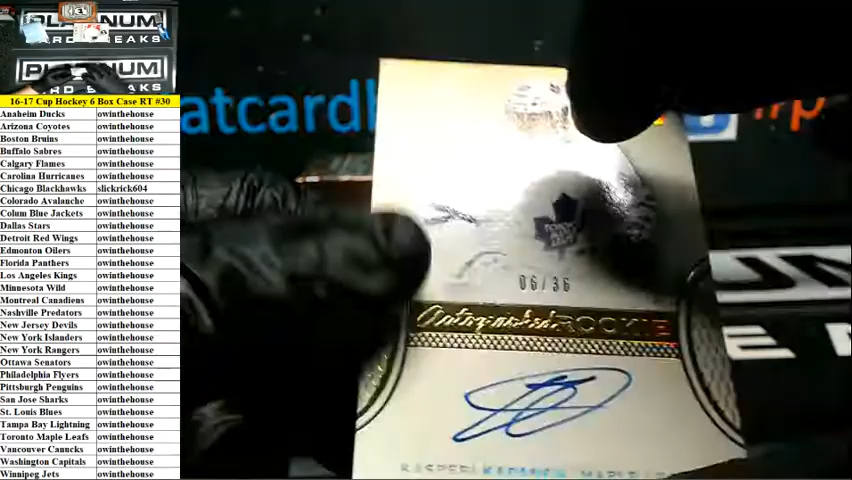 PLATINUM
ARD BREAKS
PLATINUM
16-17 Cup Hockey 6 Box Case RT #30
Anaheim Ducks owinthehouse
Arizona Coyotes owinthehouse
Boston Bruins owinthehouse
Buffalo Sabres owinthehouse
Calgary Flames owinthehouse
Carolina Hurricanes owinthehouse
Chicago Blackhawks slickrick604
Colorado Avalanche owinthehouse
Colum Blue Jackets owinthehouse
Dallas Stars owinthehouse
Detroit Red Wings owinthehouse
Edmonton Oilers owinthehouse
Florida Panthers owinthehouse
Los Angeles Kings owinthehouse
Minnesota Wild owinthehouse
Montreal Canadiens owinthehouse
Nashville Predators owinthehouse
New Jersey Devils owinthehouse
New York Islanders owinthehouse
New York Rangers owinthehouse
Ottawa Senators owinthehouse
Philadelphia Flyers owinthehouse
Pittsburgh Penguins owinthehouse
San Jose Sharks owinthehouse
St. Louis Blues owinthehouse
Tampa Bay Lightning owinthehouse
Toronto Maple Leafs owinthehouse
Vancouver Canucks owinthehouse
Washington Capitals owinthehouse
Winnipeg Jets owinthehouse
atcard
06/36
Autographed ROOKIE